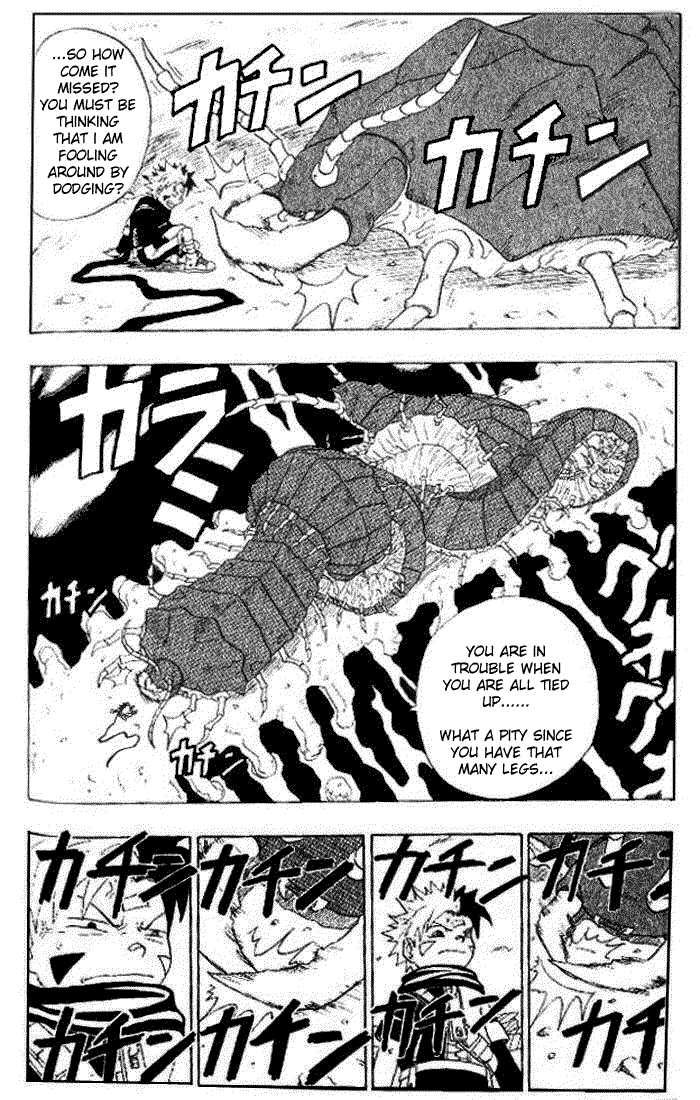 ...SO HOW
COME IT
MISSED?
YOU MUST BE
THINKING
THAT I AM
FOOLING
AROUND BY
DODGING?
カチン
カチン
ガラミ
カチン
カチン
YOU ARE IN
TROUBLE WHEN
YOU ARE ALL TIED
UP......
WHAT A PITY SINCE
YOU HAVE THAT
MANY LEGS...
カチン
カチン
カチン
カチン
カチン
カチン
カチン
カチン